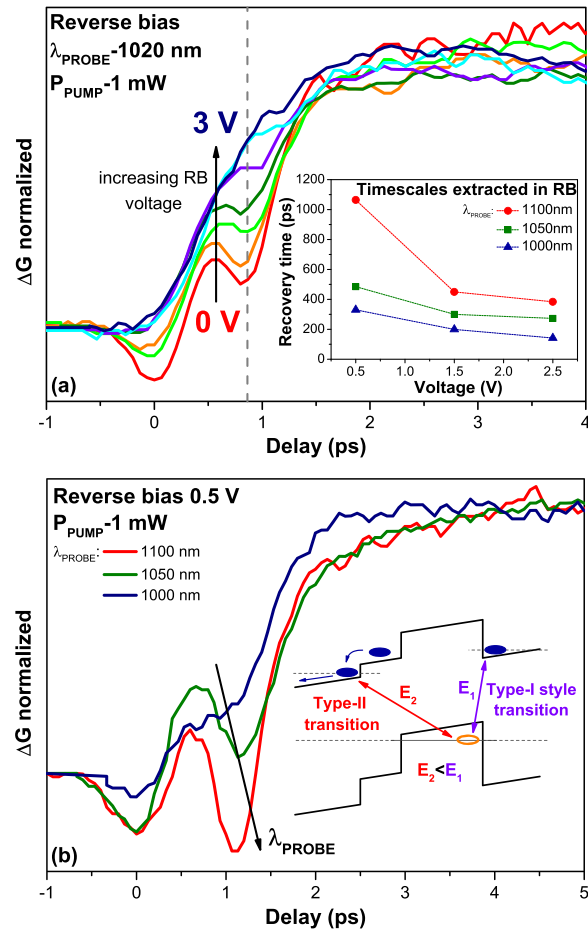 Reverse bias
λPROBE-1020 nm
PPUMP-1 mW
3 V
increasing RB
voltage
0 V
(a)
ΔG normalized
-1 0 1 2 3 4
Delay (ps)
Timescales extracted in RB
λPROBE:
1100nm
1050nm
1000nm
Recovery time (ps)
1200
1000
800
600
400
200
0
0.5 1.0 1.5 2.0 2.5
Voltage (V)
Reverse bias 0.5 V
PPUMP-1 mW
λPROBE:
1100 nm
1050 nm
1000 nm
ΔG normalized
Type-II
transition
E2
E1
Type-I style
transition
E2<E1
λPROBE
(b)
-1 0 1 2 3 4 5
Delay (ps)